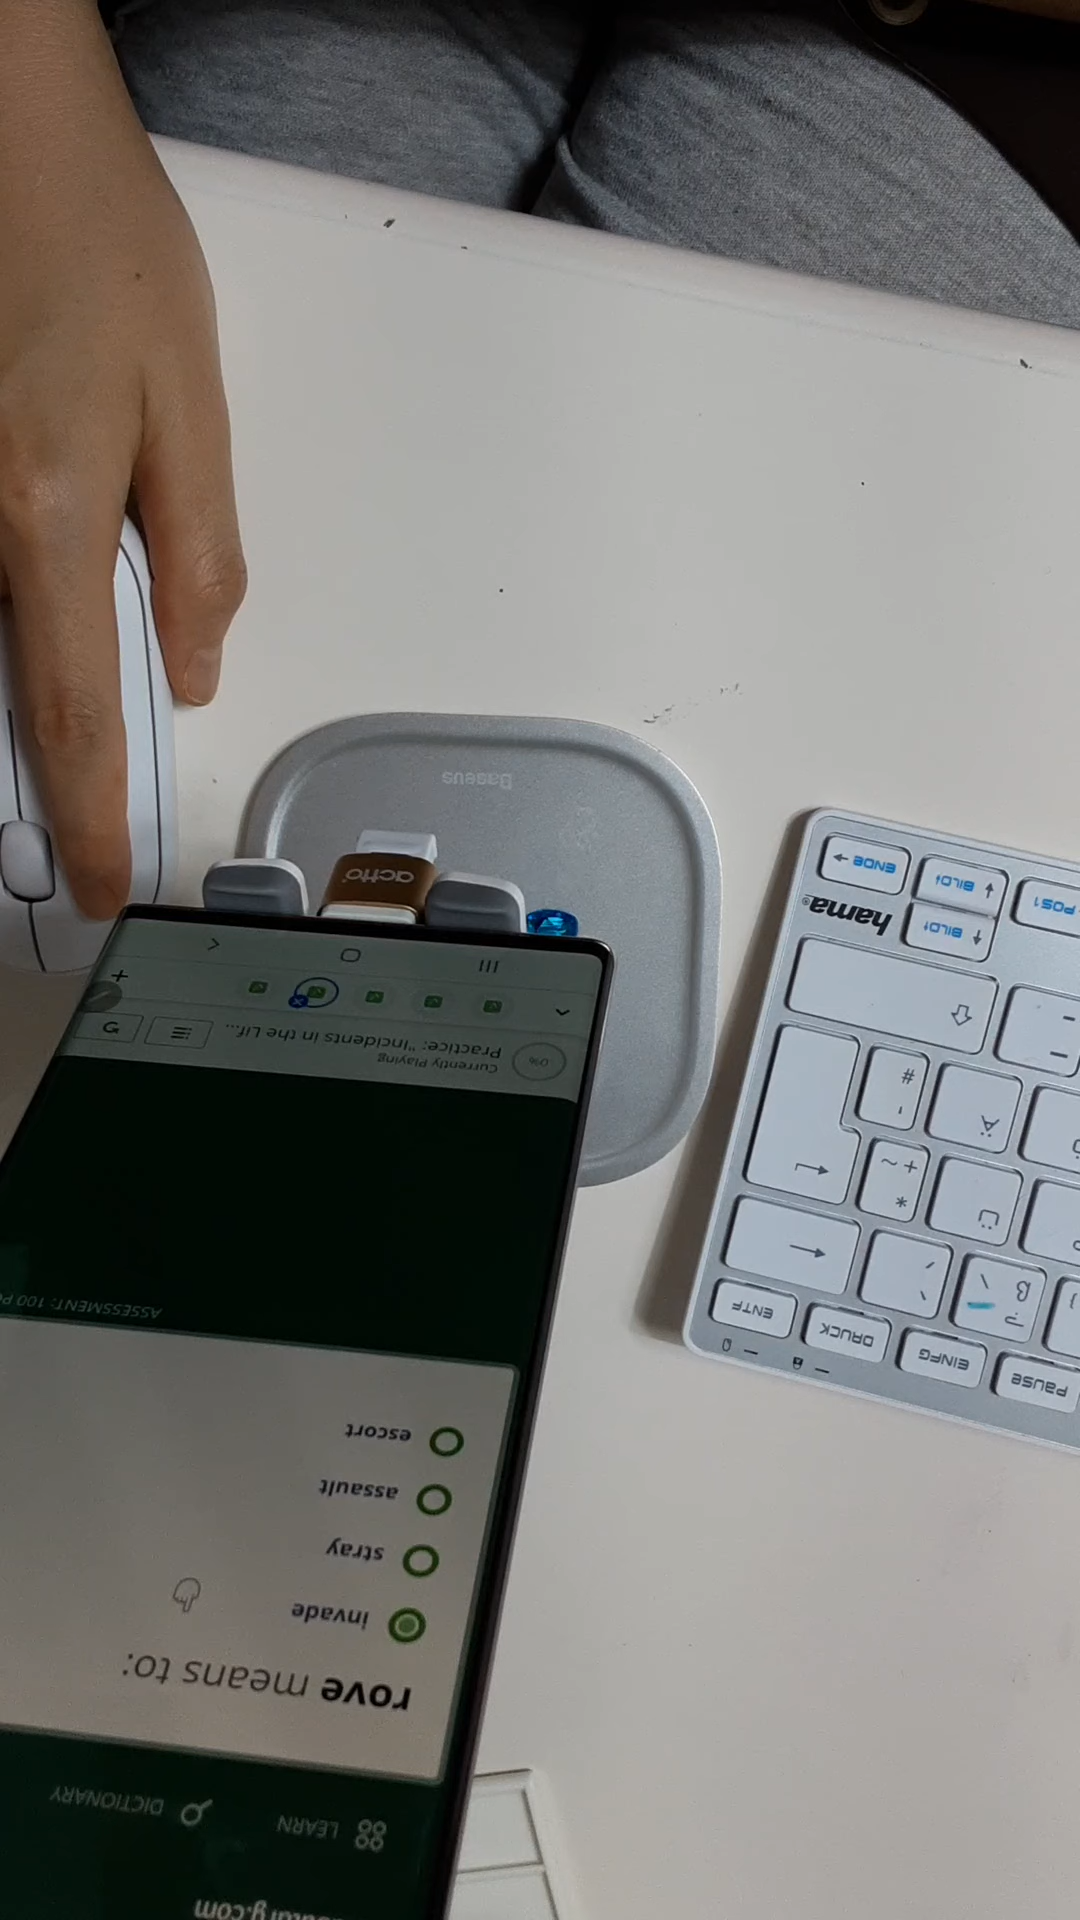 LEARN
DICTIONARY
rove means to:
invade
stray
assault
escort
ASSESSMENT: 100
Currently Playing
Practice: "Incidents in the Lif...
0%
G
actto
Baseus
hama®
ENDE
BILD
BILD
POS1
#
'
Ä
~ +
*
Ü
ß
?
\
ENTF
DRUCK
EINFG
PAUSE